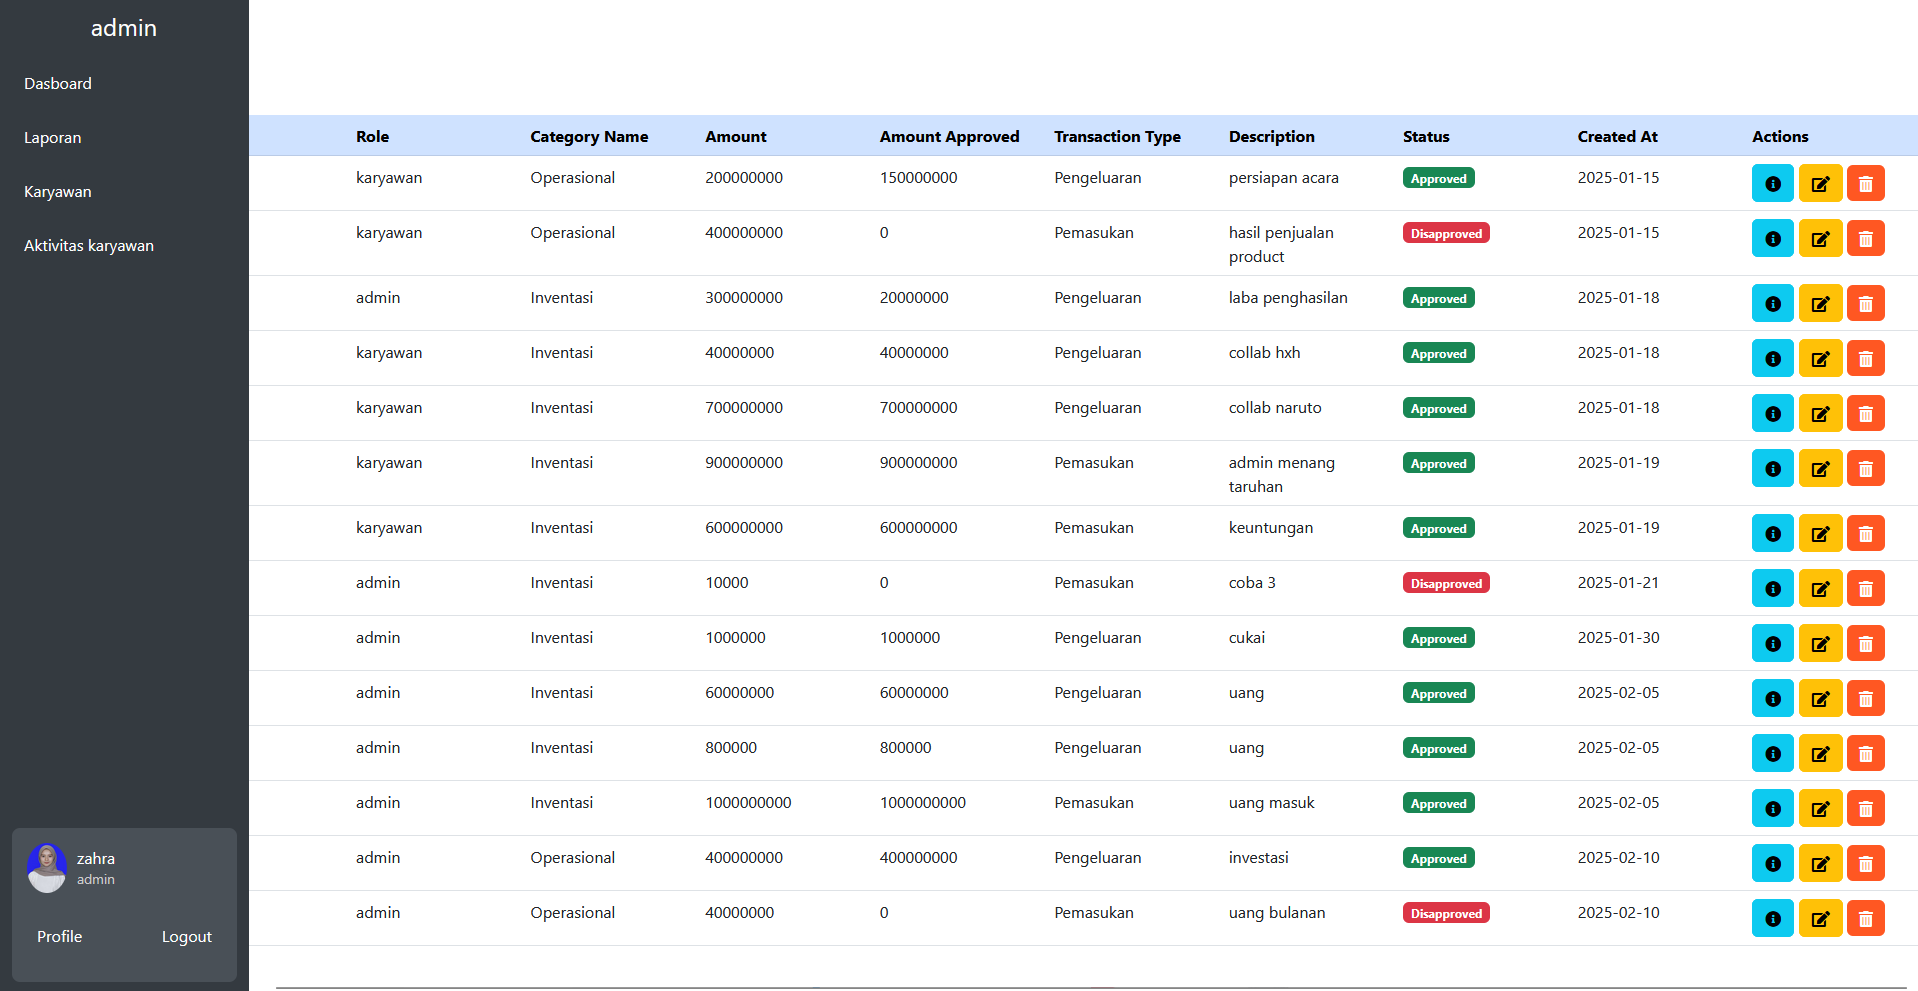 admin
Dasboard
Laporan
Karyawan
Aktivitas karyawan
zahra
admin
Profile Logout
Role Category Name Amount Amount Approved Transaction Type Description Status Created At Actions
karyawan Operasional 200000000 150000000 Pengeluaran persiapan acara Approved 2025-01-15
karyawan Operasional 400000000 0 Pemasukan hasil penjualan Disapproved 2025-01-15
product
admin Inventasi 300000000 20000000 Pengeluaran laba penghasilan Approved 2025-01-18
karyawan Inventasi 40000000 40000000 Pengeluaran collab hxh Approved 2025-01-18
karyawan Inventasi 700000000 700000000 Pengeluaran collab naruto Approved 2025-01-18
karyawan Inventasi 900000000 900000000 Pemasukan admin menang Approved 2025-01-19
taruhan
karyawan Inventasi 600000000 600000000 Pemasukan keuntungan Approved 2025-01-19
admin Inventasi 10000 0 Pemasukan coba 3 Disapproved 2025-01-21
admin Inventasi 1000000 1000000 Pengeluaran cukai Approved 2025-01-30
admin Inventasi 60000000 60000000 Pengeluaran uang Approved 2025-02-05
admin Inventasi 800000 800000 Pengeluaran uang Approved 2025-02-05
admin Inventasi 1000000000 1000000000 Pemasukan uang masuk Approved 2025-02-05
admin Operasional 400000000 400000000 Pengeluaran investasi Approved 2025-02-10
admin Operasional 40000000 0 Pemasukan uang bulanan Disapproved 2025-02-10